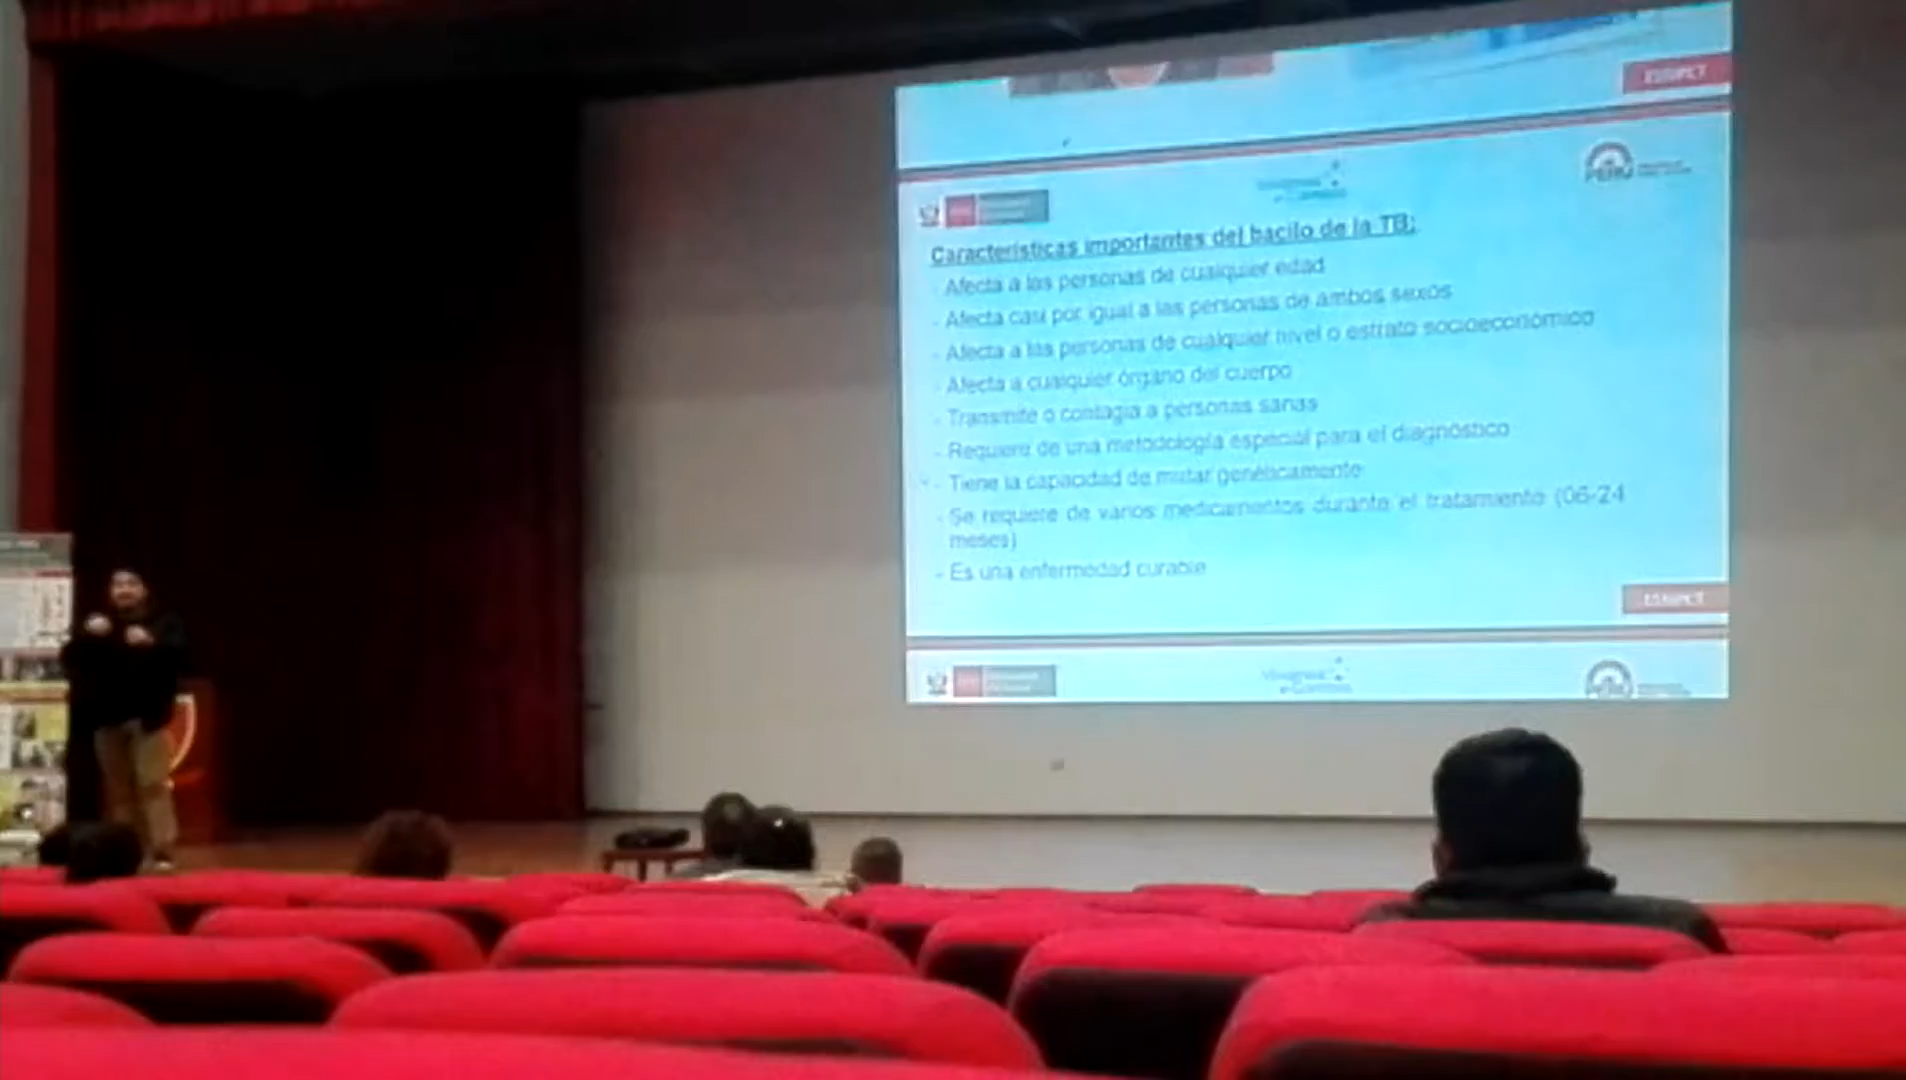 Características importantes del bacilo de la TB:
- Afecta a las personas de cualquier edad
- Afecta casi por igual a las personas de ambos sexos
- Afecta a las personas de cualquier nivel o estrato socioeconómico
- Afecta a cualquier órgano del cuerpo
- Transmite o contagia a personas sanas
- Requiere de una metodología especial para el diagnóstico
- Tiene la capacidad de mutar genéticamente
- Se requiere de varios medicamentos durante el tratamiento (06-24
meses)
- Es una enfermedad curable
PERÚ